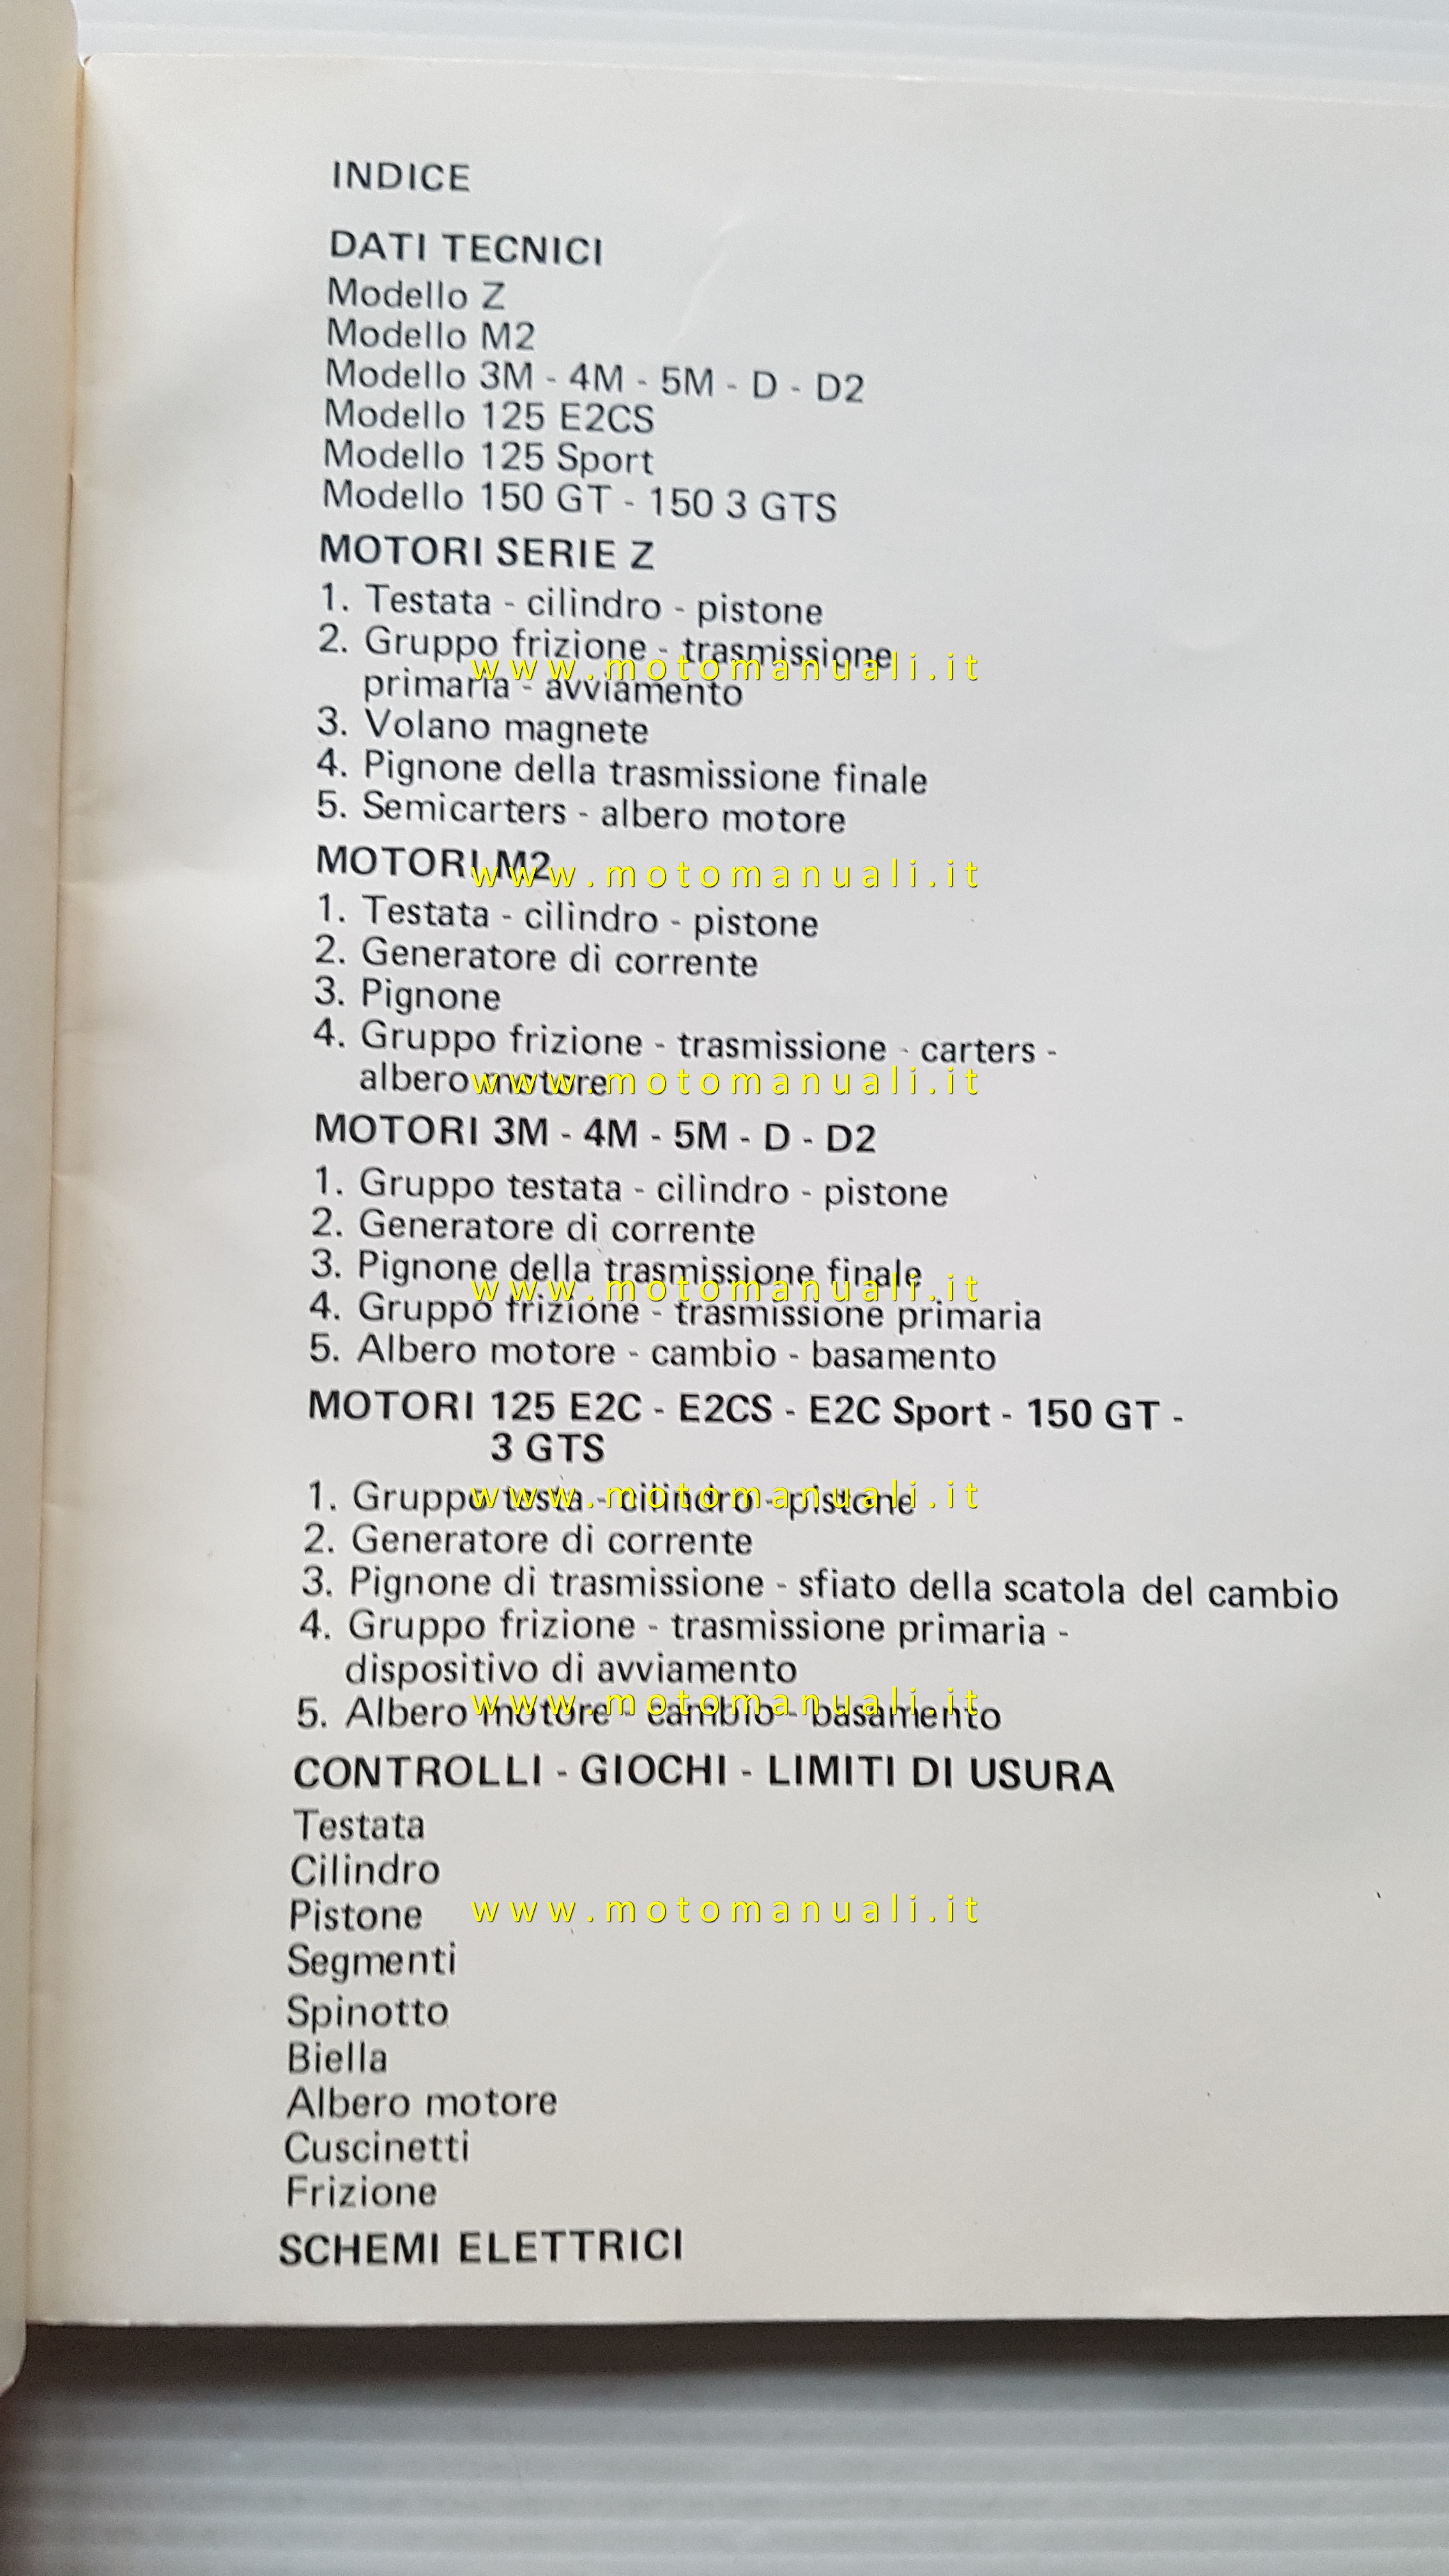 INDICE
DATI TECNICI
Modello Z
Modello M2
Modello 3M - 4M - 5M - D - D2
Modello 125 E2CS
Modello 125 Sport
Modello 150 GT - 150 3 GTS
MOTORI SERIE Z
1. Testata - cilindro - pistone
2. Gruppo frizione - trasmissione
www.motomanuali.it
primaria - avviamento
3. Volano magnete
4. Pignone della trasmissione finale
5. Semicarters - albero motore
MOTORI M2
www.motomanuali.it
1. Testata - cilindro - pistone
2. Generatore di corrente
3. Pignone
4. Gruppo frizione - trasmissione - carters -
albero motore
www.motomanuali.it
MOTORI 3M - 4M - 5M - D - D2
1. Gruppo testata - cilindro - pistone
2. Generatore di corrente
3. Pignone della trasmissione finale
www.motomanuali.it
4. Gruppo frizione - trasmissione primaria
5. Albero motore - cambio - basamento
MOTORI 125 E2C - E2CS - E2C Sport - 150 GT -
3 GTS
1. Gruppo testa - cilindro - pistone
www.motomanuali.it
2. Generatore di corrente
3. Pignone di trasmissione - sfiato della scatola del cambio
4. Gruppo frizione - trasmissione primaria -
dispositivo di avviamento
5. Albero motore - cambio - basamento
www.motomanuali.it
CONTROLLI - GIOCHI - LIMITI DI USURA
Testata
Cilindro
Pistone
www.motomanuali.it
Segmenti
Spinotto
Biella
Albero motore
Cuscinetti
Frizione
SCHEMI ELETTRICI